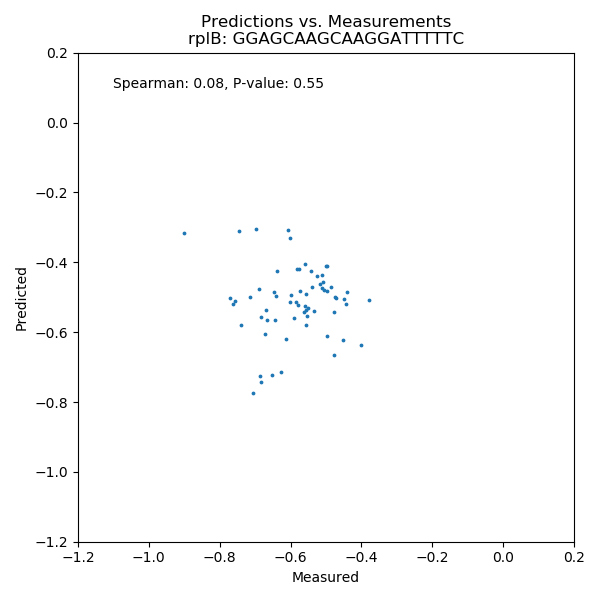 Predictions vs. Measurements
rplB: GGAGCAAGCAAGGATTTTTC
Spearman: 0.08, P-value: 0.55
0.2
0.0
−0.2
−0.4
−0.6
−0.8
−1.0
−1.2
Predicted
−1.2 −1.0 −0.8 −0.6 −0.4 −0.2 0.0 0.2
Measured